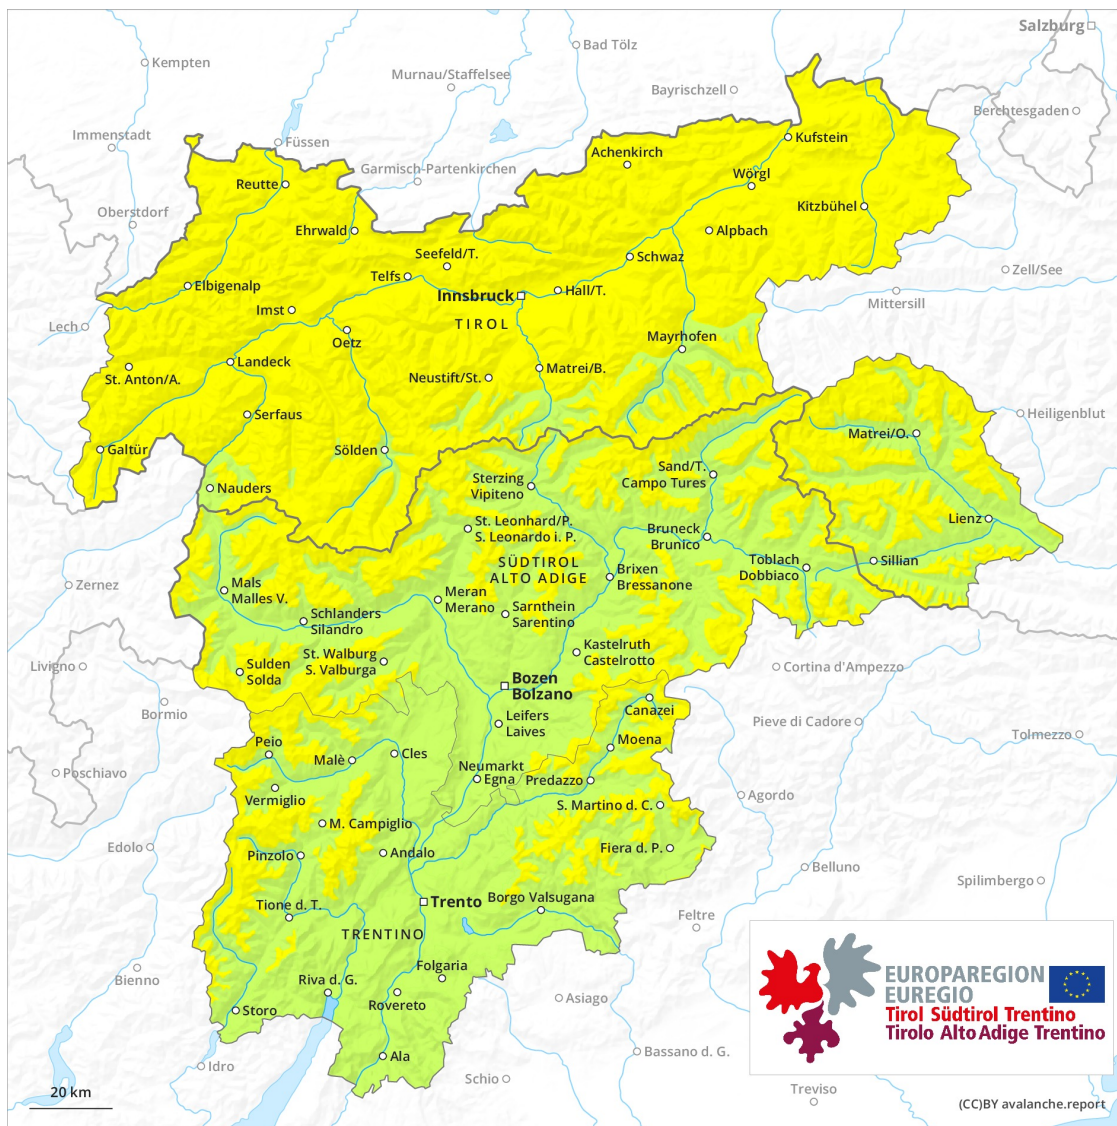 Salzburg
Bad Tölz
Kempten
Murnau/Staffelsee
Bayrischzell
Berchtesgaden
Immenstadt
Füssen
Kufstein
Achenkirch
Garmisch-Partenkirchen
Wörgl
Reutte
Kitzbühel
Oberstdorf
Ehrwald
Alpbach
Seefeld/T.
Schwaz
Telfs
Zell/See
Elbigenalp
Hall/T.
Innsbruck
Mittersill
Imst
TIROL
Lech
Oetz
Mayrhofen
Landeck
Matrei/B.
St. Anton/A.
Neustift/St.
Serfaus
Heiligenblut
Matrei/O.
Galtür
Sölden
Sand/T.
Campo Tures
Sterzing
Vipiteno
Nauders
Lienz
St. Leonhard/P.
S. Leonardo i. P.
Bruneck
Brunico
SÜDTIROL
ALTO ADIGE
Toblach
Dobbiaco
Sillian
Brixen
Bressanone
Zernez
Mals
Malles V.
Meran
Merano
Sarnthein
Sarentino
Schlanders
Silandro
Kastelruth
Castelrotto
St. Walburg
S. Valburga
Livigno
Sulden
Solda
Cortina d'Ampezzo
Bozen
Bolzano
Canazei
Bormio
Leifers
Laives
Pieve di Cadore
Tolmezzo
Peio
Moena
Cles
Malè
Poschiavo
Neumarkt
Egna
Predazzo
Vermiglio
Agordo
S. Martino d. C.
M. Campiglio
Edolo
Pinzolo
Andalo
Fiera d. P.
Belluno
Spilimbergo
Borgo Valsugana
Trento
Tione d. T.
Feltre
TRENTINO
Folgaria
Bienno
Riva d. G.
Rovereto
Asiago
Storo
EUROPAREGION
EUREGIO
Tirol Südtirol Trentino
Tirolo Alto Adige Trentino
Ala
Bassano d. G.
Idro
Schio
Treviso
20 km
(CC)BY avalanche.report